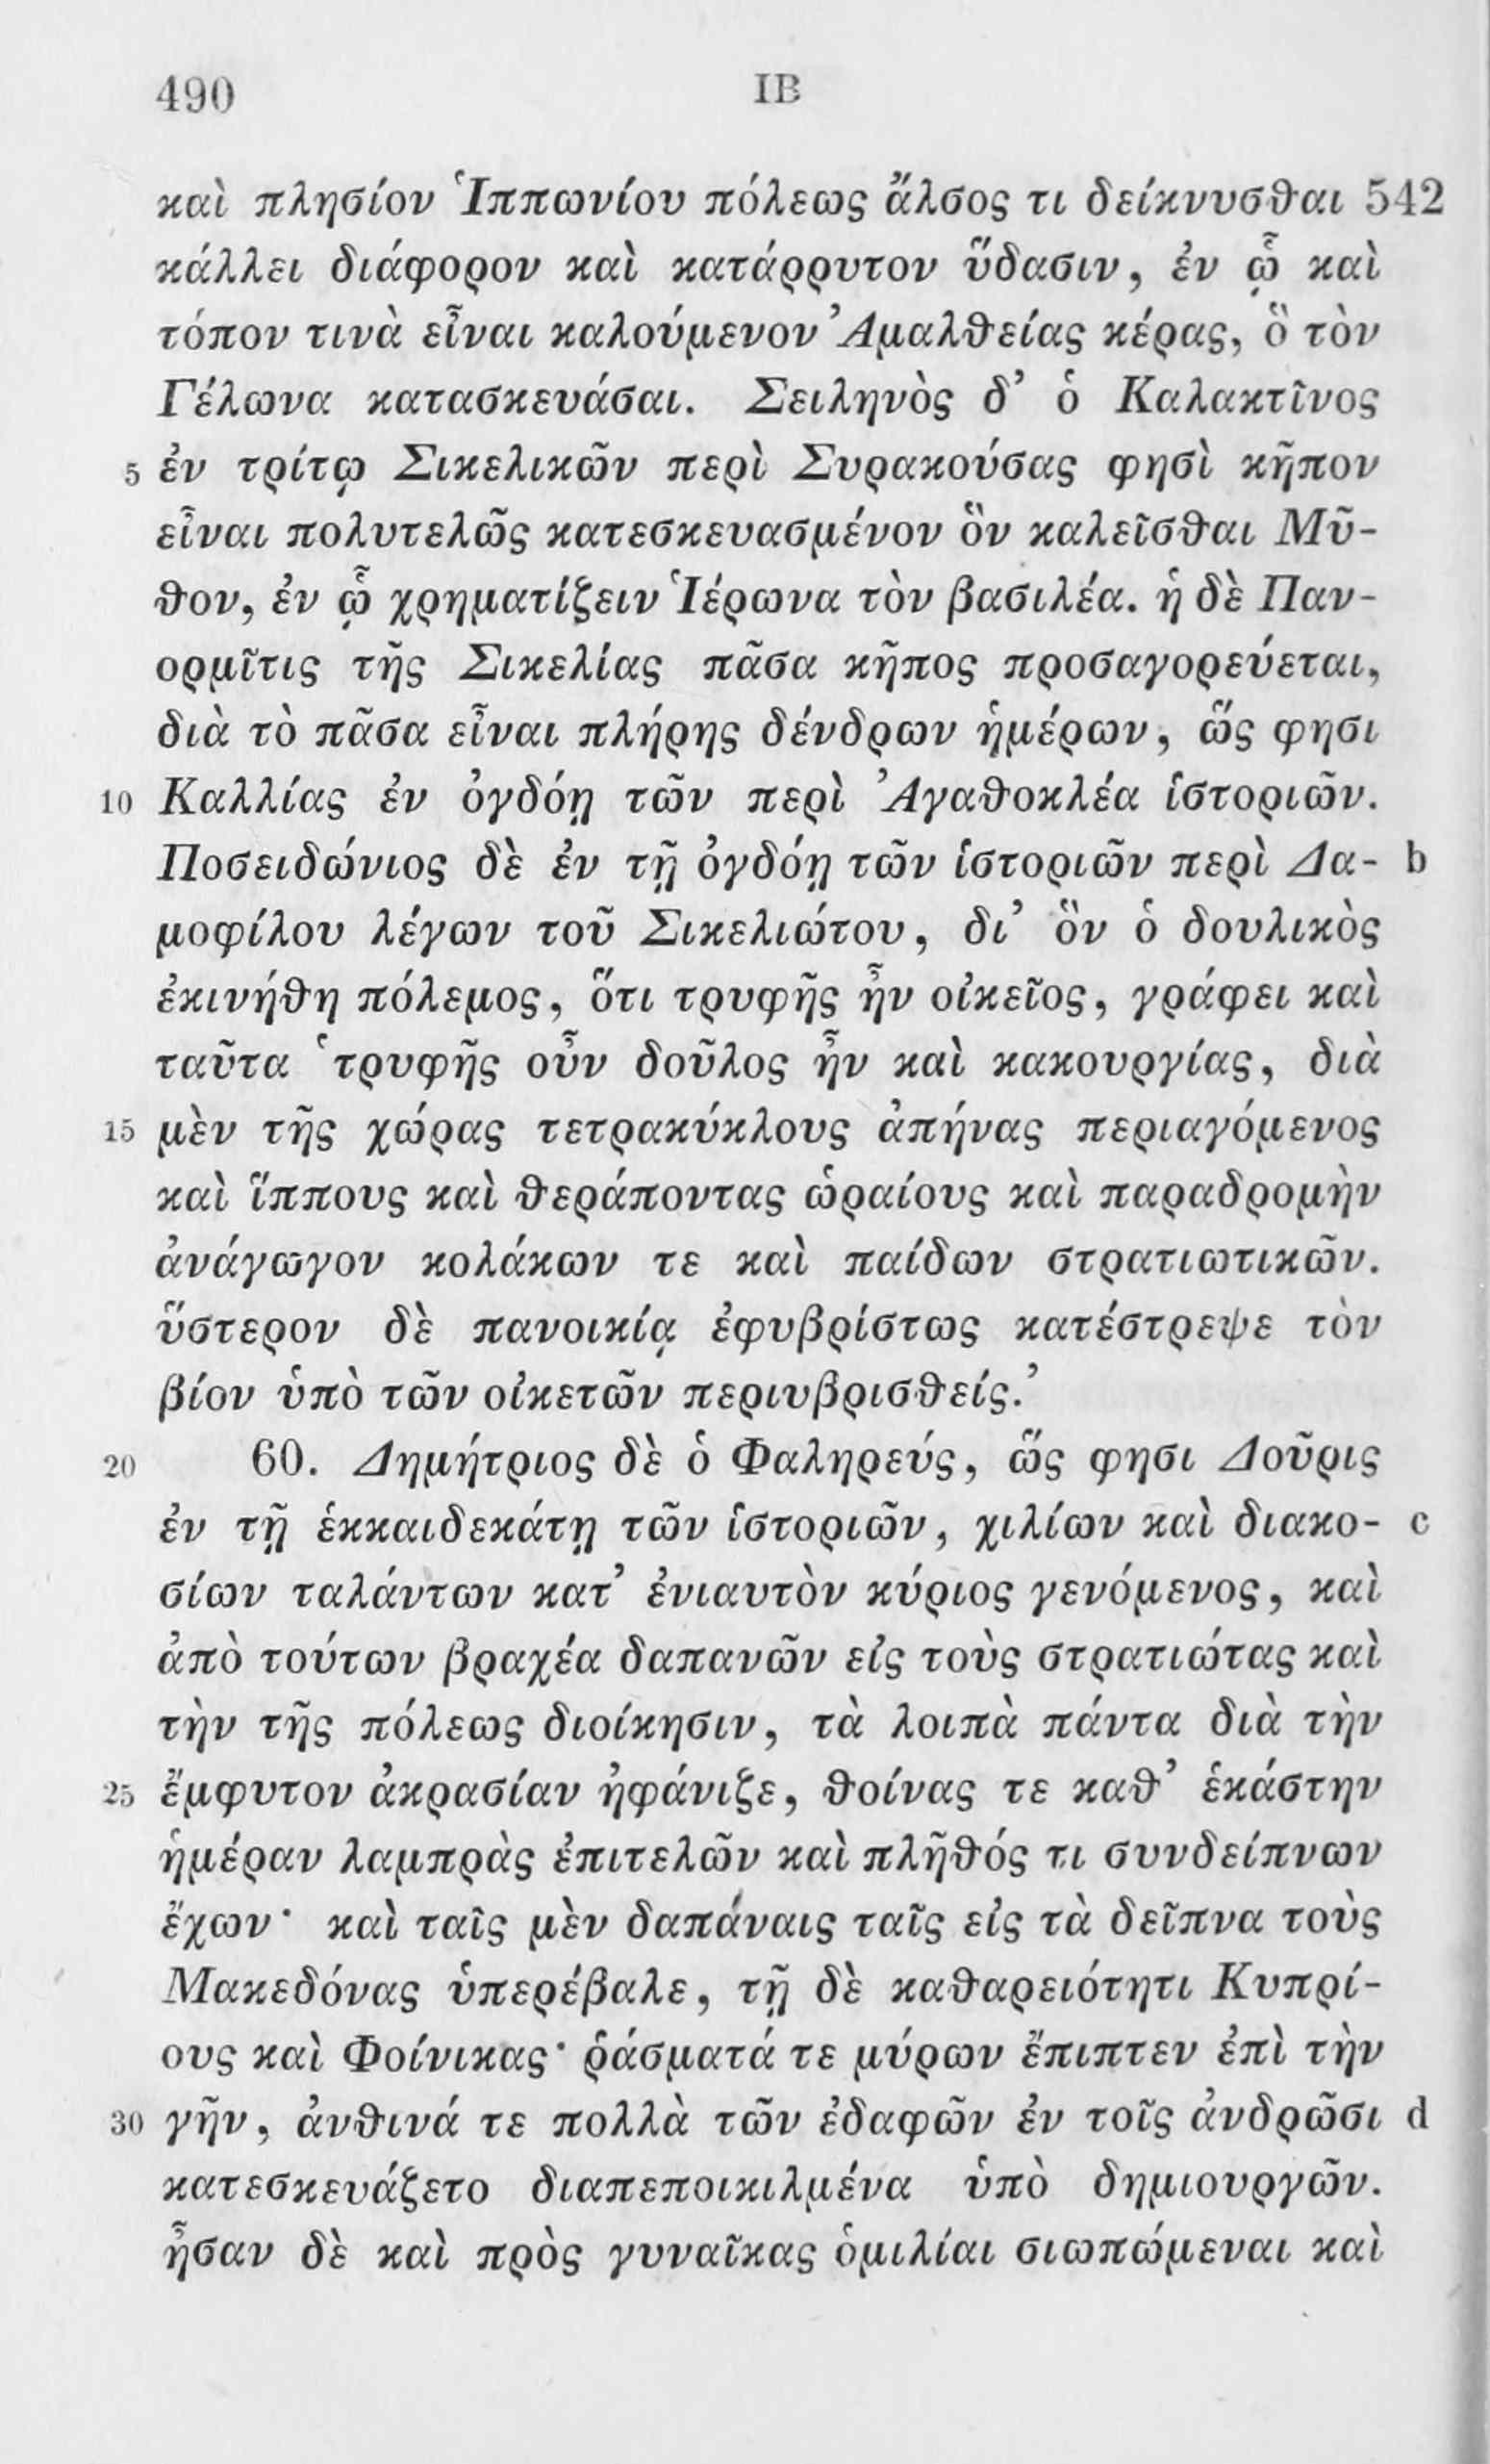 490 ΙΒ
καὶ πλησίον Ἱππωνίου πόλεως ἄλσος τι δείκνυσθαι 542
κάλλει διάφορον καὶ κατάρρυτον ὕδασιν, ἐν ᾧ καὶ
τόπον τινὰ εἶναι καλούμενον Ἀμαλθείας κέρας, ὃ τὸν
Γέλωνα κατασκευάσαι. Σειληνὸς δ’ ὁ Καλακτῖνος
5 ἐν τρίτῳ Σικελικῶν περὶ Συρακούσας φησὶ κῆπον
εἶναι πολυτελῶς κατεσκευασμένον ὃν καλεῖσθαι Μῦ-
θον, ἐν ᾧ χρηματίζειν Ἱέρωνα τὸν βασιλέα. ἡ δὲ Παν-
ορμῖτις τῆς Σικελίας πᾶσα κῆπος προσαγορεύεται,
διὰ τὸ πᾶσα εἶναι πλήρης δένδρων ἡμέρων, ὥς φησι
10 Καλλίας ἐν ὀγδόῃ τῶν περὶ Ἀγαθοκλέα ἱστοριῶν.
Ποσειδώνιος δὲ ἐν τῇ ὀγδόῃ τῶν ἱστοριῶν περὶ Δα- b
μοφίλου λέγων τοῦ Σικελιώτου, δι’ ὃν ὁ δουλικὸς
ἐκινήθη πόλεμος, ὅτι τρυφῆς ἦν οἰκεῖος, γράφει καὶ
ταῦτα ‘τρυφῆς οὖν δοῦλος ἦν καὶ κακουργίας, διὰ
15 μὲν τῆς χώρας τετρακύκλους ἀπήνας περιαγόμενος
καὶ ἵππους καὶ θεράποντας ὡραίους καὶ παραδρομὴν
ἀνάγωγον κολάκων τε καὶ παίδων στρατιωτικῶν.
ὕστερον δὲ πανοικίᾳ ἐφυβρίστως κατέστρεψε τὸν
βίον ὑπὸ τῶν οἰκετῶν περιυβρισθείς.’
20 60. Δημήτριος δὲ ὁ Φαληρεύς, ὥς φησι Δοῦρις
ἐν τῇ ἑκκαιδεκάτῃ τῶν ἱστοριῶν, χιλίων καὶ διακο- c
σίων ταλάντων κατ’ ἐνιαυτὸν κύριος γενόμενος, καὶ
ἀπὸ τούτων βραχέα δαπανῶν εἰς τοὺς στρατιώτας καὶ
τὴν τῆς πόλεως διοίκησιν, τὰ λοιπὰ πάντα διὰ τὴν
25 ἔμφυτον ἀκρασίαν ἠφάνιζε, θοίνας τε καθ’ ἑκάστην
ἡμέραν λαμπρὰς ἐπιτελῶν καὶ πλῆθός τι συνδείπνων
ἔχων· καὶ ταῖς μὲν δαπάναις ταῖς εἰς τὰ δεῖπνα τοὺς
Μακεδόνας ὑπερέβαλε, τῇ δὲ καθαρειότητι Κυπρί-
ους καὶ Φοίνικας· ῥάσματά τε μύρων ἔπιπτεν ἐπὶ τὴν
30 γῆν, ἀνθινά τε πολλὰ τῶν ἐδαφῶν ἐν τοῖς ἀνδρῶσι d
κατεσκευάζετο διαπεποικιλμένα ὑπὸ δημιουργῶν.
ἦσαν δὲ καὶ πρὸς γυναῖκας ὁμιλίαι σιωπώμεναι καὶ